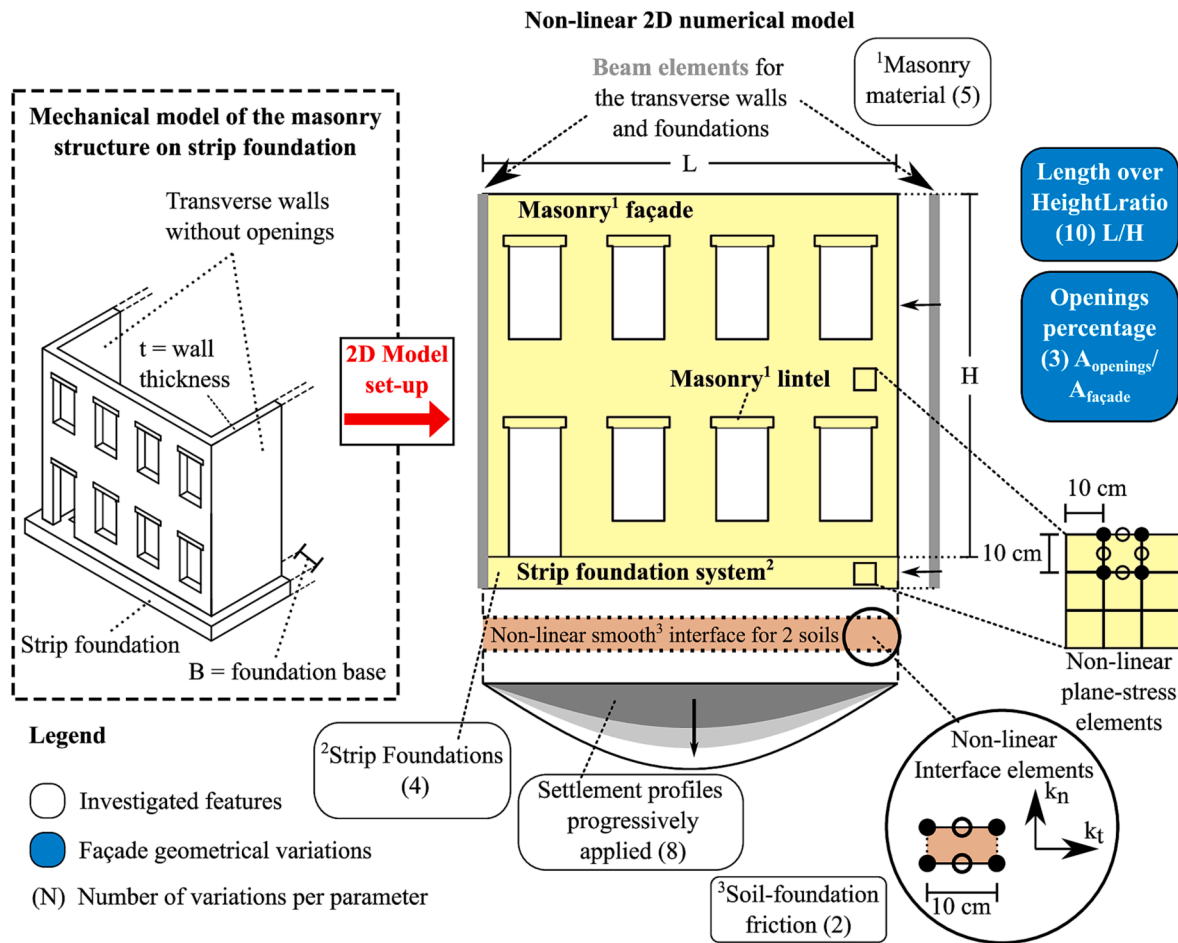 Non-linear 2D numerical model
Mechanical model of the masonry
structure on strip foundation
Transverse walls
without openings
t = wall
thickness
Strip foundation
B = foundation base
2D Model
set-up
Beam elements for
the transverse walls
and foundations
¹Masonry
material (5)
L
Masonry¹ façade
Masonry¹ lintel
H
Strip foundation system²
Non-linear smooth³ interface for 2 soils
Length over
HeightLratio
(10) L/H
Openings
percentage
(3) Aopenings/
Afaçade
10 cm
10 cm
Non-linear
plane-stress
elements
²Strip Foundations
(4)
Settlement profiles
progressively
applied (8)
³Soil-foundation
friction (2)
Non-linear
Interface elements
kn
kt
10 cm
Legend
Investigated features
Façade geometrical variations
(N) Number of variations per parameter